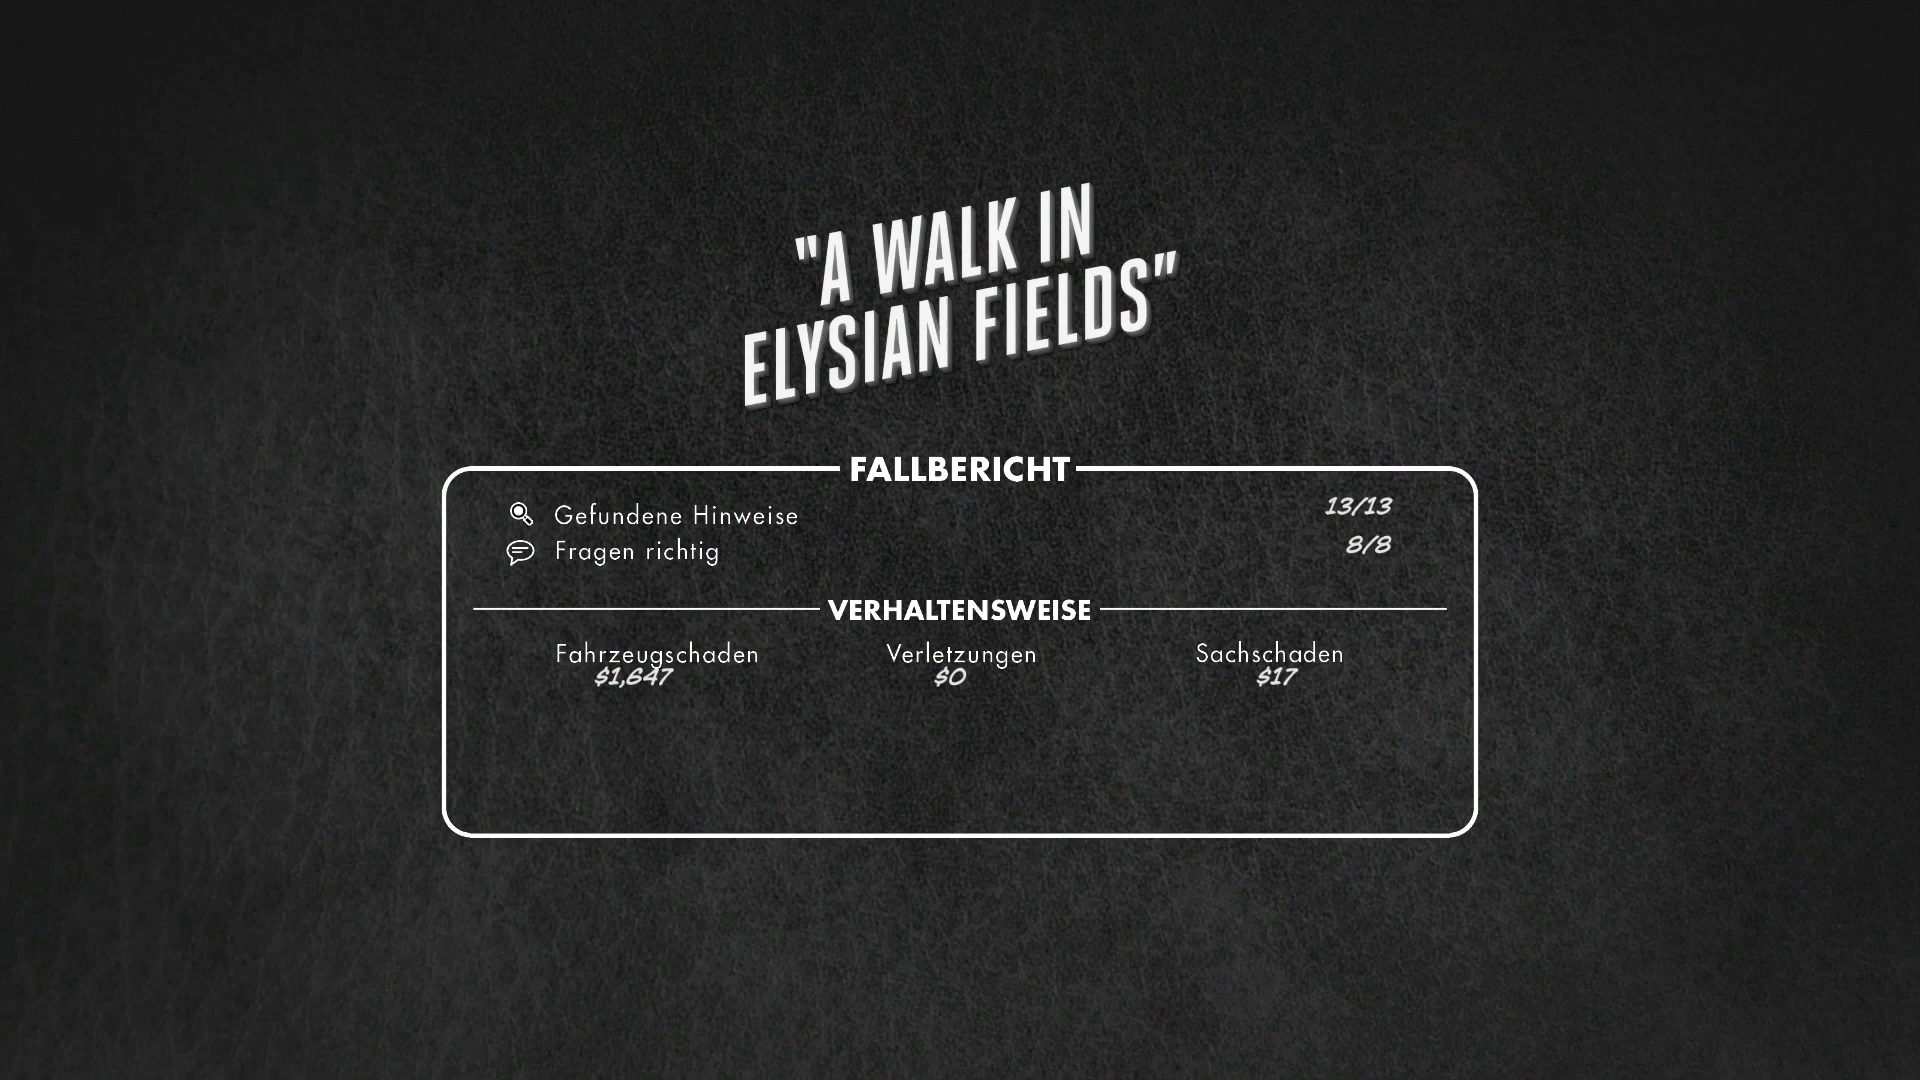 "A WALK IN
ELYSIAN FIELDS"
FALLBERICHT
Gefundene Hinweise 13/13
Fragen richtig 8/8
VERHALTENSWEISE
Fahrzeugschaden Verletzungen Sachschaden
$1,647 $0 $17